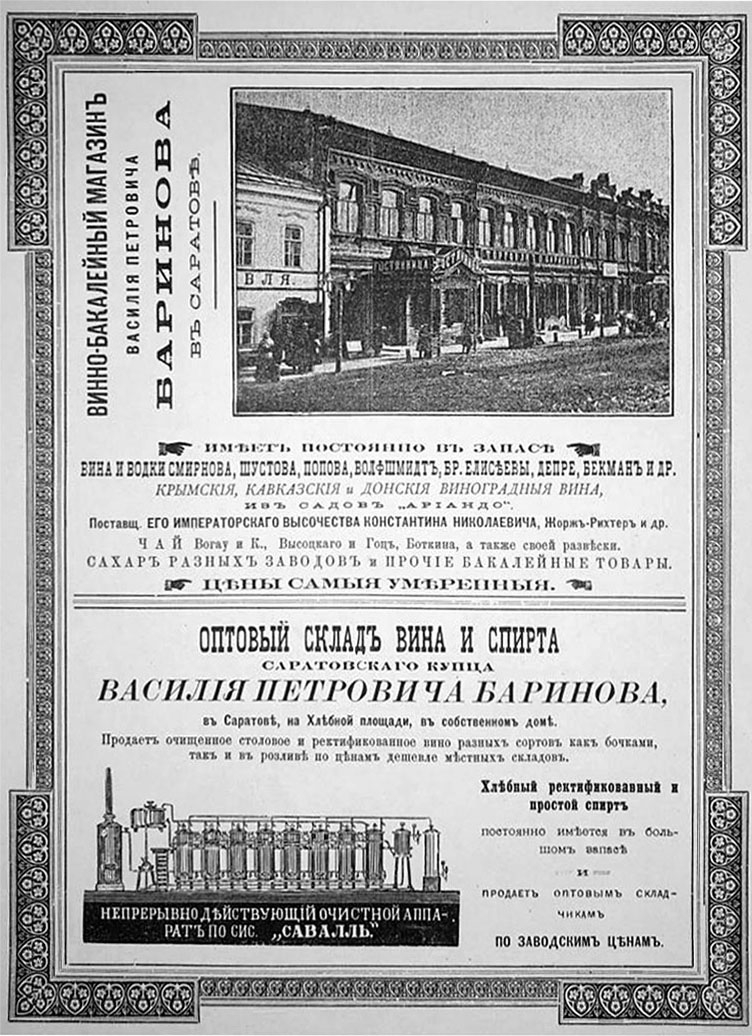 ВИННО-БАКАЛЕЙНЫЙ МАГАЗИНЪ
ВАСИЛІЯ ПЕТРОВИЧА
БАРИНОВА
ВЪ САРАТОВѢ.
ВЛЯ.
ГОСТИННИЦА
ИМѢЕТЪ ПОСТОЯННО ВЪ ЗАПАСѢ
ВИНА И ВОДКИ СМИРНОВА, ШУСТОВА, ПОПОВА, ВОЛФШМИДТЪ, БР. ЕЛИСѢЕВЫ, ДЕПРЕ, БЕКМАНЪ И ДР.
КРЫМСКІЯ, КАВКАЗСКІЯ и ДОНСКІЯ ВИНОГРАДНЫЯ ВИНА,
ИЗЪ САДОВЪ „АРІАНДО".
Поставщ. ЕГО ИМПЕРАТОРСКАГО ВЫСОЧЕСТВА КОНСТАНТИНА НИКОЛАЕВИЧА, Жоржъ-Рихтеръ и др.
ЧАЙ Вогау и К., Высоцкаго и Гоцъ, Боткина, а также своей развѣски.
САХАРЪ РАЗНЫХЪ ЗАВОДОВЪ и ПРОЧІЕ БАКАЛЕЙНЫЕ ТОВАРЫ.
ЦѢНЫ САМЫЯ УМѢРЕННЫЯ.
ОПТОВЫЙ СКЛАДЪ ВИНА И СПИРТА
САРАТОВСКАГО КУПЦА
ВАСИЛІЯ ПЕТРОВИЧА БАРИНОВА,
въ Саратовѣ, на Хлѣбной площади, въ собственномъ домѣ.
Продаетъ очищенное столовое и ректификованное вино разныхъ сортовъ какъ бочками,
такъ и въ розливѣ по цѣнамъ дешевле мѣстныхъ складовъ.
Хлѣбный ректификованный и
простой спиртъ
постоянно имѣется въ боль-
шомъ запасѣ
и
продаетъ оптовымъ склад-
чикамъ
ПО ЗАВОДСКИМЪ ЦѢНАМЪ.
НЕПРЕРЫВНО ДѢЙСТВУЮЩІЙ ОЧИСТНОЙ АППА-
РАТЪ ПО СИС. „САВАЛЛЬ."